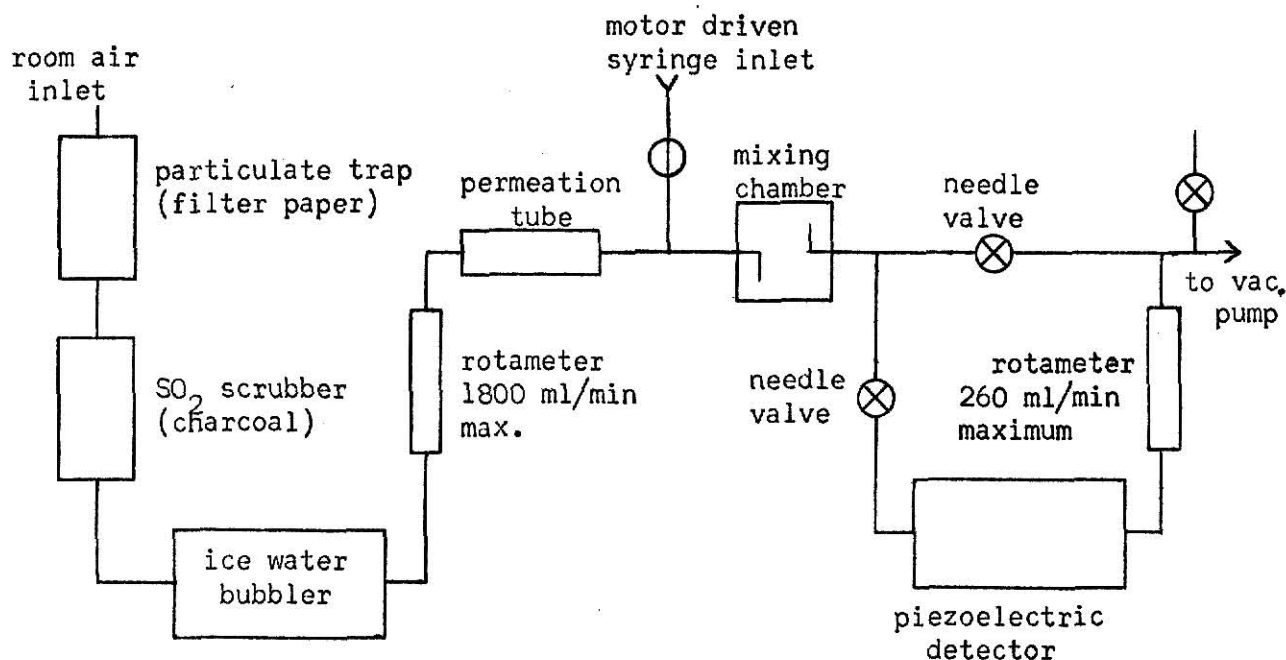 room air
inlet
particulate trap
(filter paper)
SO2 scrubber
(charcoal)
ice water
bubbler
rotameter
1800 ml/min
max.
permeation
tube
motor driven
syringe inlet
mixing
chamber
needle
valve
needle
valve
to vac.
pump
rotameter
260 ml/min
maximum
piezoelectric
detector